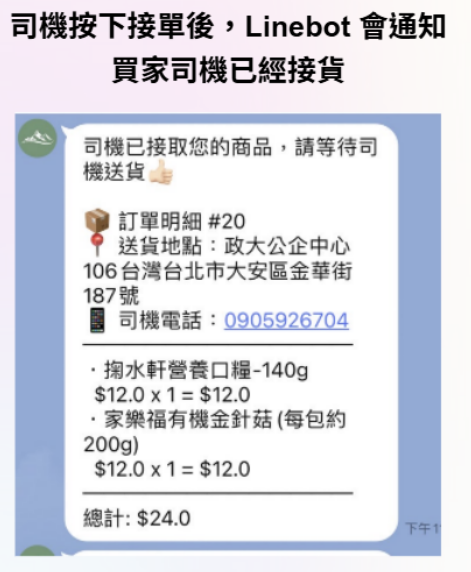 司機按下接單後，Linebot 會通知
買家司機已經接貨
司機已接取您的商品，請等待司
機送貨👍🏻
📦 訂單明細 #20
📍 送貨地點：政大公企中心
106台灣台北市大安區金華街
187號
📱 司機電話：0905926704
・掬水軒營養口糧-140g
$12.0 x 1 = $12.0
・家樂福有機金針菇 (每包約
200g)
$12.0 x 1 = $12.0
總計: $24.0
下午